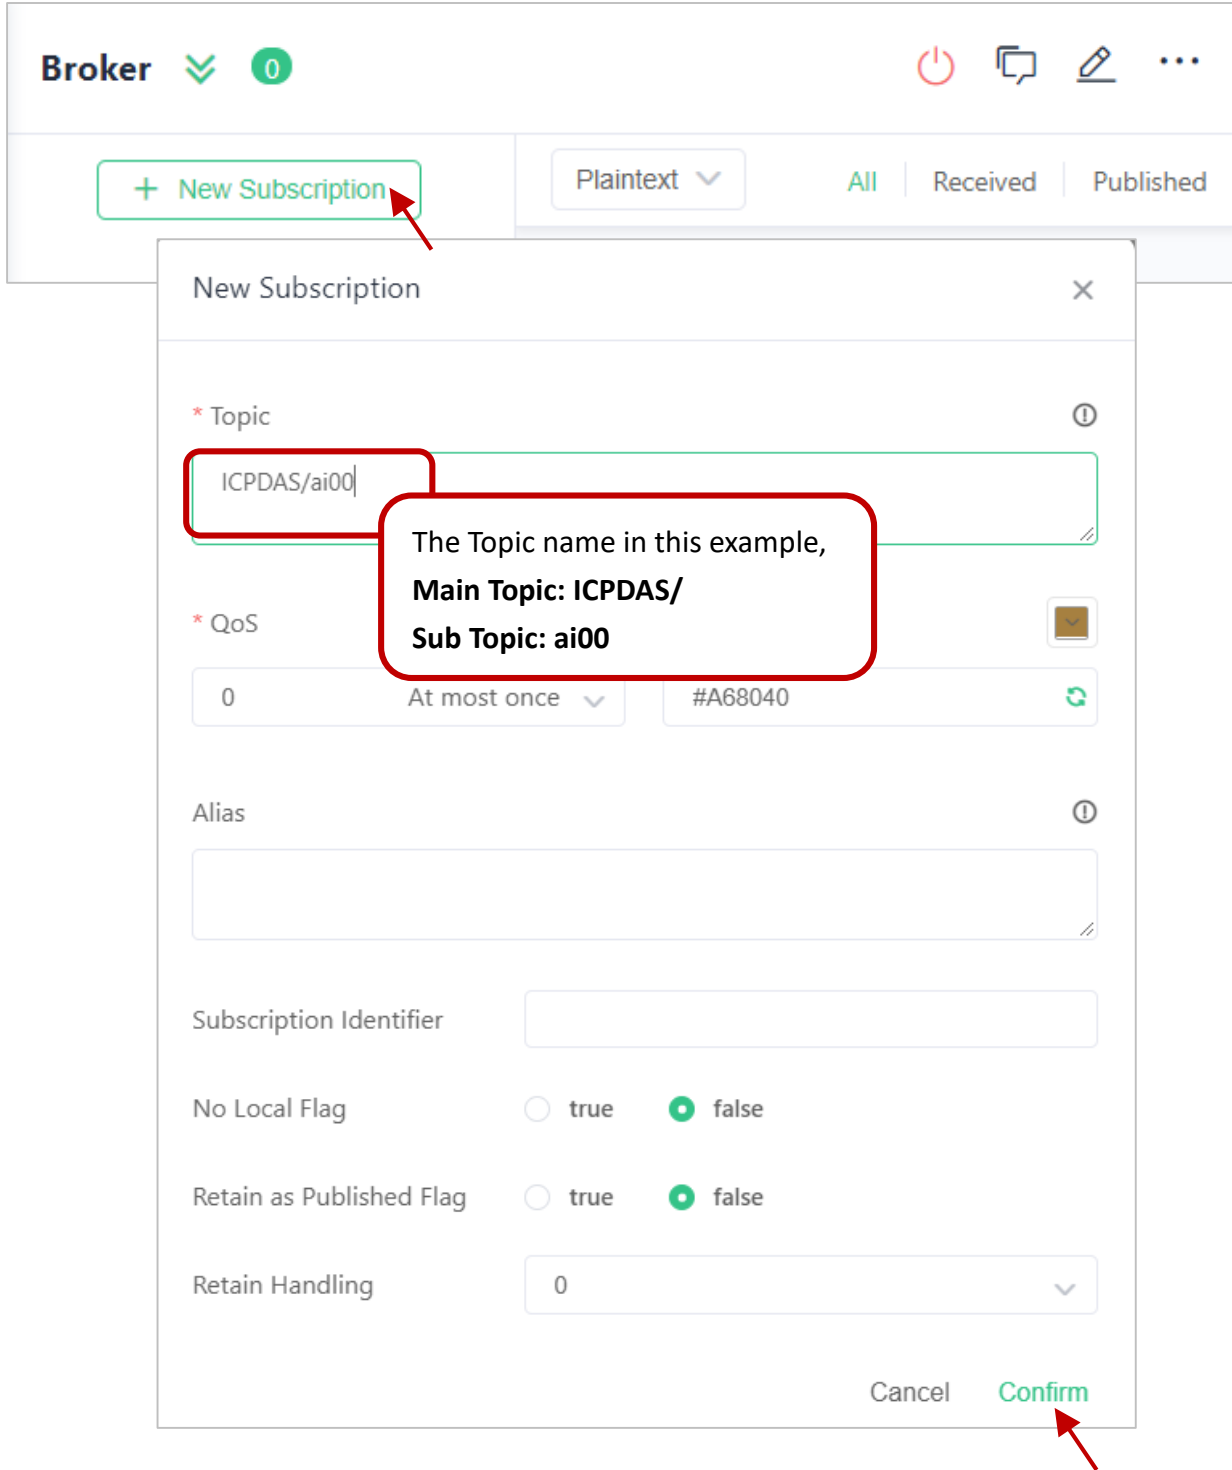 Broker 0
+ New Subscription
Plaintext All Received Published
New Subscription
* Topic
ICPDAS/ai00
The Topic name in this example,
Main Topic: ICPDAS/
Sub Topic: ai00
* QoS
0 At most once #A68040
Alias
Subscription Identifier
No Local Flag true false
Retain as Published Flag true false
Retain Handling 0
Cancel Confirm